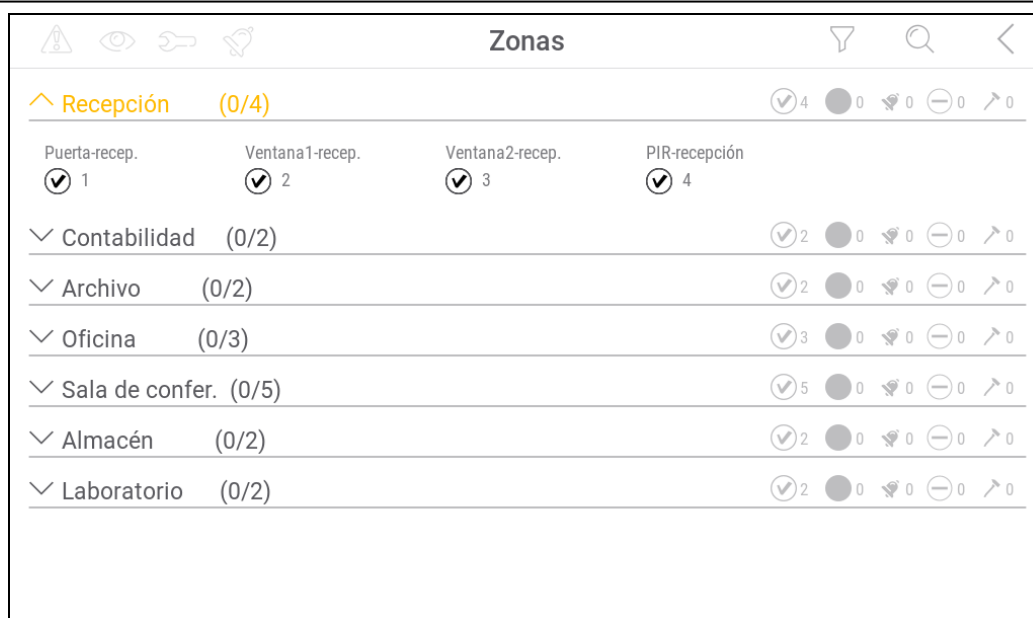 Zonas
Recepción (0/4) 4 0 0 0 0
Puerta-recep. Ventana1-recep. Ventana2-recep. PIR-recepción
1 2 3 4
Contabilidad (0/2) 2 0 0 0 0
Archivo (0/2) 2 0 0 0 0
Oficina (0/3) 3 0 0 0 0
Sala de confer. (0/5) 5 0 0 0 0
Almacén (0/2) 2 0 0 0 0
Laboratorio (0/2) 2 0 0 0 0